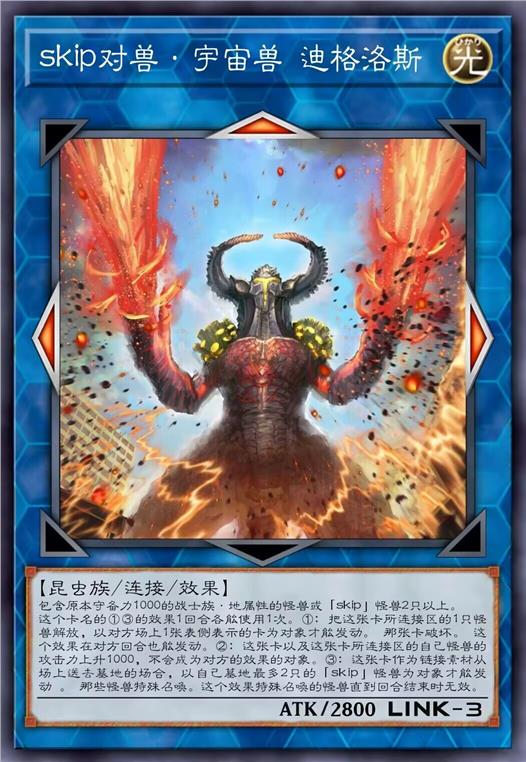 skip对兽·宇宙兽 迪格洛斯
ひかり
光
【昆虫族/连接/效果】
包含原本守备力1000的战士族·地属性的怪兽或「skip」怪兽2只以上。
这个卡名的①③的效果1回合各能使用1次。①：把这张卡所连接区的1只怪
兽解放，以对方场上1张表侧表示的卡为对象才能发动。 那张卡破坏。 这
个效果在对方回合也能发动。②：这张卡以及这张卡所连接区的自己怪兽的
攻击力上升1000，不会成为对方的效果的对象。③：这张卡作为链接素材从
场上送去墓地的场合，以自己墓地最多2只的「skip」怪兽为对象才能发
动 。 那些怪兽特殊召唤。这个效果特殊召唤的怪兽直到回合结束时无效。
ATK/2800 LINK-3